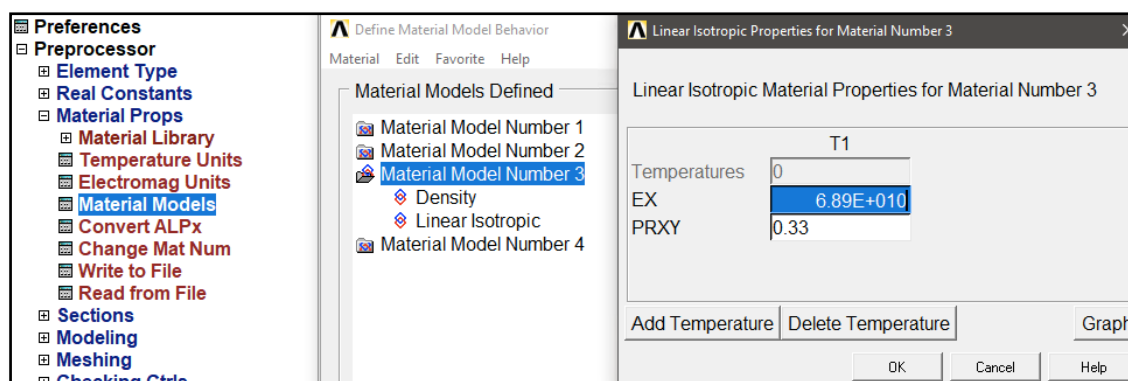 Preferences
Preprocessor
Element Type
Real Constants
Material Props
Material Library
Temperature Units
Electromag Units
Material Models
Convert ALPx
Change Mat Num
Write to File
Read from File
Sections
Modeling
Meshing
Checking Ctrls
Define Material Model Behavior
Material Edit Favorite Help
Material Models Defined
Material Model Number 1
Material Model Number 2
Material Model Number 3
Density
Linear Isotropic
Material Model Number 4
Linear Isotropic Properties for Material Number 3
Linear Isotropic Material Properties for Material Number 3
T1
Temperatures 0
EX 6.89E+010
PRXY 0.33
Add Temperature Delete Temperature Graph
OK Cancel Help